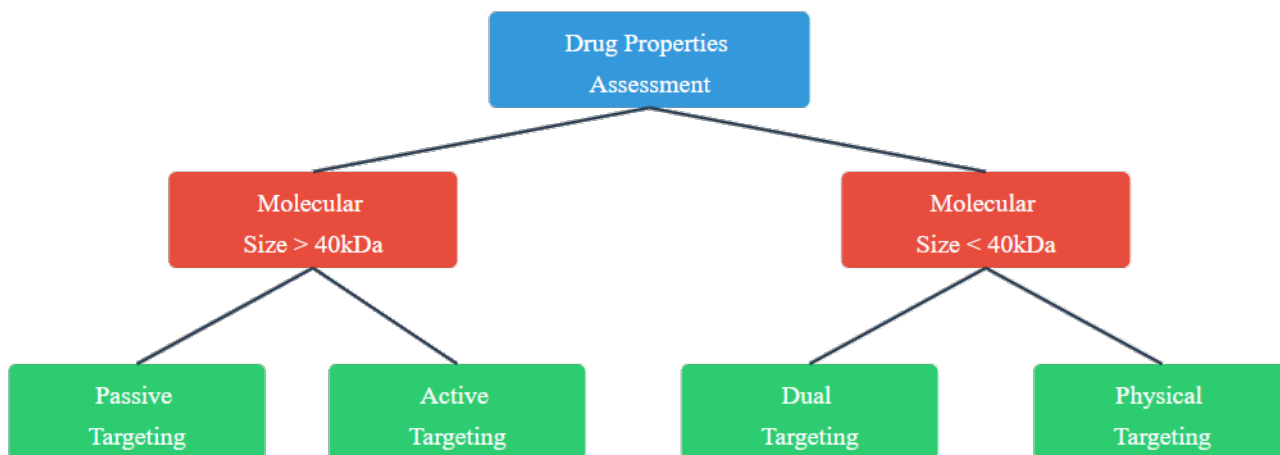 Drug Properties
Assessment
Molecular
Size > 40kDa
Molecular
Size < 40kDa
Passive
Targeting
Active
Targeting
Dual
Targeting
Physical
Targeting